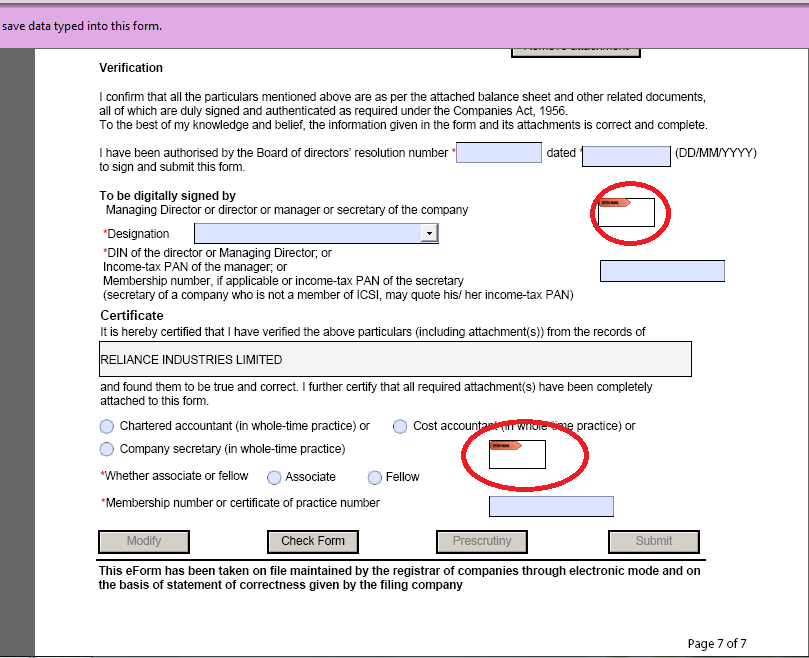 save data typed into this form.
Verification
I confirm that all the particulars mentioned above are as per the attached balance sheet and other related documents,
all of which are duly signed and authenticated as required under the Companies Act, 1956.
To the best of my knowledge and belief, the information given in the form and its attachments is correct and complete.
I have been authorised by the Board of directors' resolution number * dated * (DD/MM/YYYY)
to sign and submit this form.
To be digitally signed by
Managing Director or director or manager or secretary of the company
*Designation
*DIN of the director or Managing Director; or
Income-tax PAN of the manager; or
Membership number, if applicable or income-tax PAN of the secretary
(secretary of a company who is not a member of ICSI, may quote his/ her income-tax PAN)
Certificate
It is hereby certified that I have verified the above particulars (including attachment(s)) from the records of
RELIANCE INDUSTRIES LIMITED
and found them to be true and correct. I further certify that all required attachment(s) have been completely
attached to this form.
Chartered accountant (in whole-time practice) or Cost accountant (in whole-time practice) or
Company secretary (in whole-time practice)
*Whether associate or fellow Associate Fellow
*Membership number or certificate of practice number
Modify Check Form Prescrutiny Submit
This eForm has been taken on file maintained by the registrar of companies through electronic mode and on
the basis of statement of correctness given by the filing company
Page 7 of 7